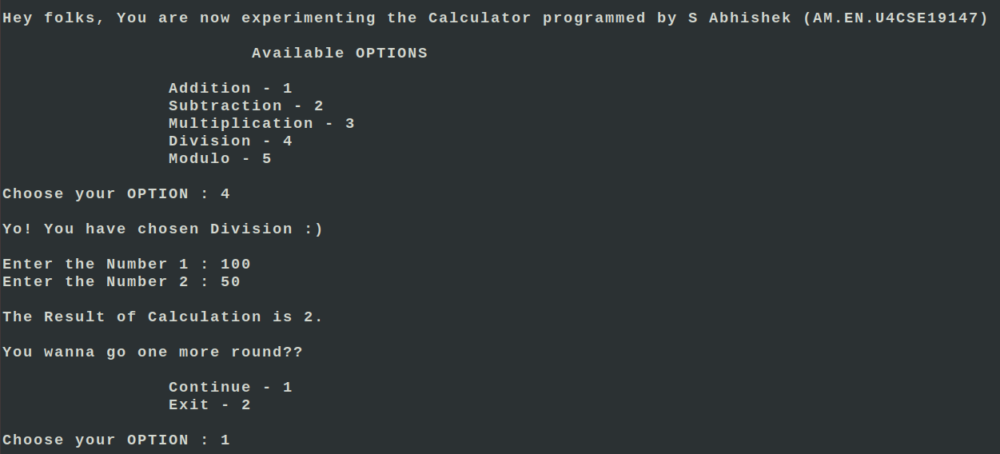 Hey folks, You are now experimenting the Calculator programmed by S Abhishek (AM.EN.U4CSE19147)
Available OPTIONS
Addition - 1
Subtraction - 2
Multiplication - 3
Division - 4
Modulo - 5
Choose your OPTION : 4
Yo! You have chosen Division :)
Enter the Number 1 : 100
Enter the Number 2 : 50
The Result of Calculation is 2.
You wanna go one more round??
Continue - 1
Exit - 2
Choose your OPTION : 1